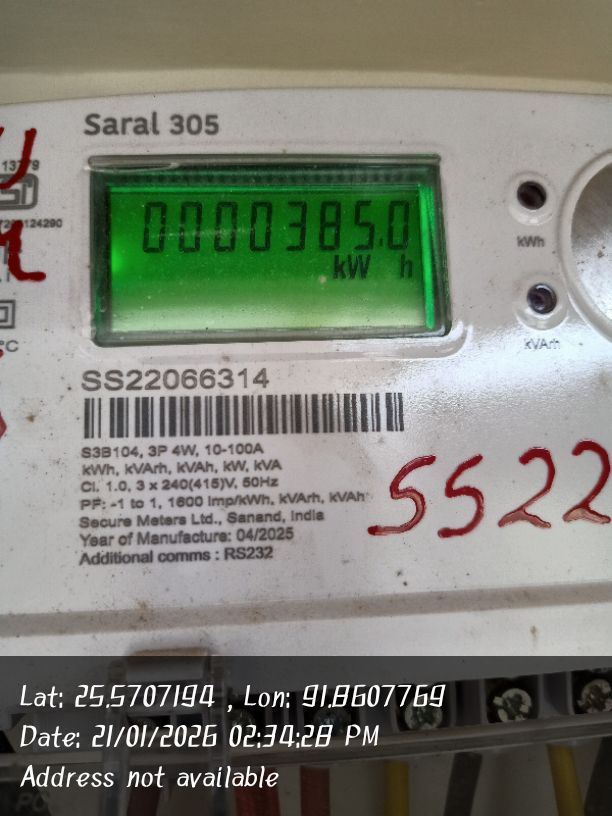 Saral 305
0000385.0
kW h
kWh
kVArh
SS22066314
S3B104, 3P 4W, 10-100A
kWh, kVArh, kVAh, kW, kVA
Cl. 1.0, 3 x 240(415)V, 50Hz
PF: -1 to 1, 1600 imp/kWh, kVArh, kVAh
Secure Meters Ltd., Sanand, India
Year of Manufacture: 04/2025
Additional comms : RS232
SS22
Lat: 25.5707194 , Lon: 91.8607769
Date: 21/01/2026 02:34:28 PM
Address not available